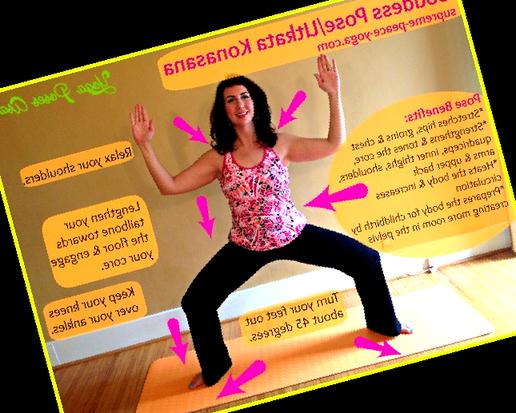 Goddess Pose/Utkata Konasana
supreme-peace-yoga.com
Yoga Poses Asa
Pose Benefits:
*Stretches hips, groins & chest
*Strengthens & tones the core,
quadriceps, inner thighs, shoulders,
arms & upper back
*Heats the body & increases
circulation
*Prepares the body for childbirth by
creating more room in the pelvis
Relax your shoulders.
Lengthen your
tailbone towards
the floor & engage
your core.
Keep your knees
over your ankles.
Turn your feet out
about 45 degrees.